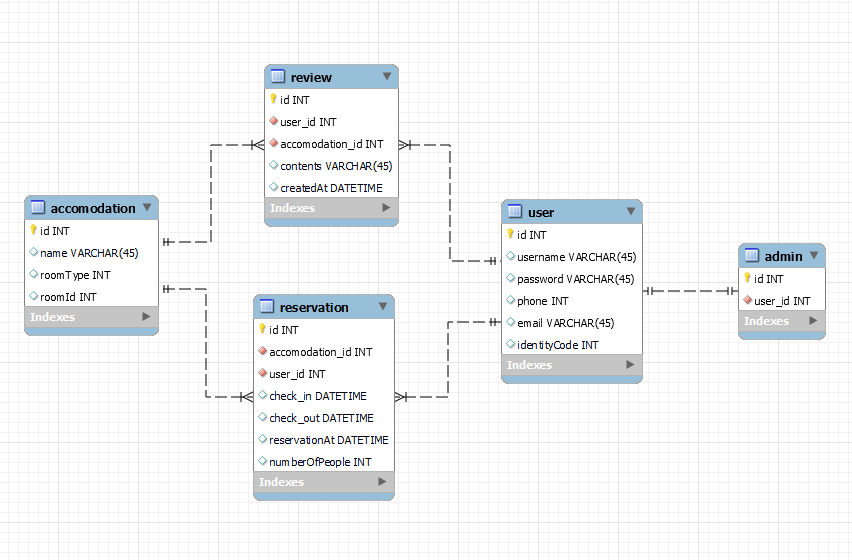 review
id INT
user_id INT
accomodation_id INT
contents VARCHAR(45)
createdAt DATETIME
Indexes
accomodation
id INT
name VARCHAR(45)
roomType INT
roomId INT
Indexes
user
id INT
username VARCHAR(45)
password VARCHAR(45)
phone INT
email VARCHAR(45)
identityCode INT
Indexes
admin
id INT
user_id INT
Indexes
reservation
id INT
accomodation_id INT
user_id INT
check_in DATETIME
check_out DATETIME
reservationAt DATETIME
numberOfPeople INT
Indexes